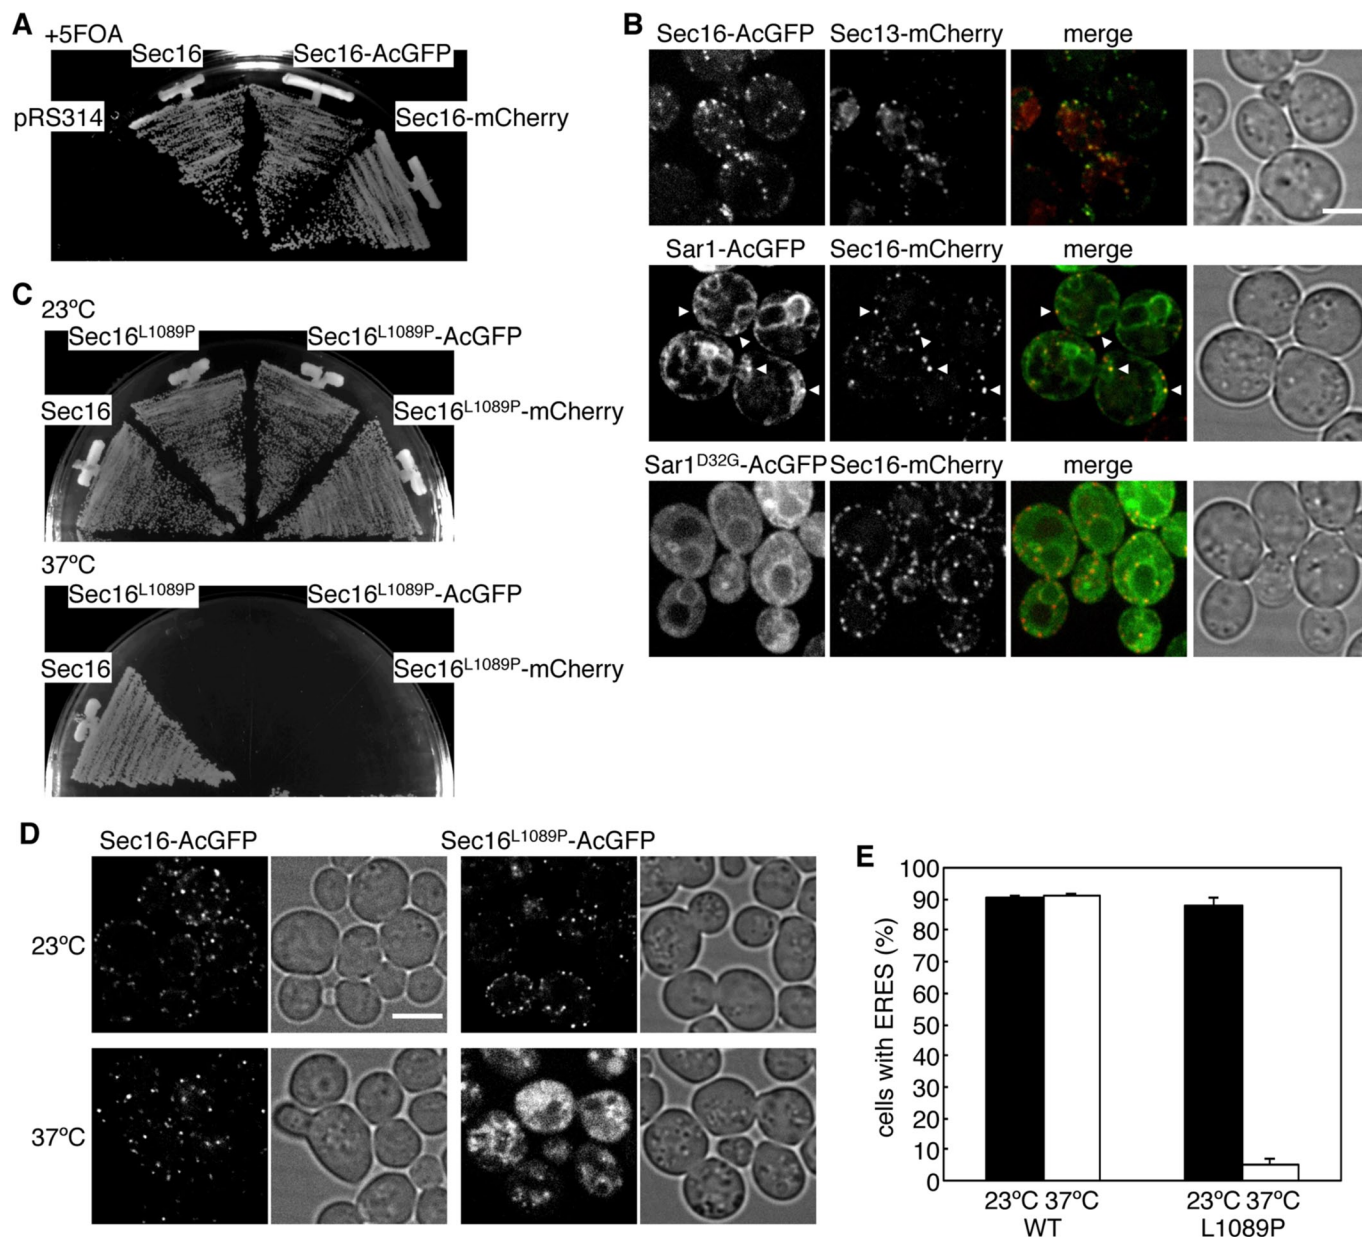 A
+5FOA
Sec16
Sec16-AcGFP
pRS314
Sec16-mCherry
B
Sec16-AcGFP Sec13-mCherry merge
Sar1-AcGFP Sec16-mCherry merge
Sar1D32G-AcGFP Sec16-mCherry merge
C
23ºC
Sec16L1089P
Sec16L1089P-AcGFP
Sec16
Sec16L1089P-mCherry
37ºC
Sec16L1089P
Sec16L1089P-AcGFP
Sec16
Sec16L1089P-mCherry
D
Sec16-AcGFP Sec16L1089P-AcGFP
23ºC
37ºC
E
cells with ERES (%)
100
90
80
70
60
50
40
30
20
10
0
23ºC 37ºC 23ºC 37ºC
WT L1089P